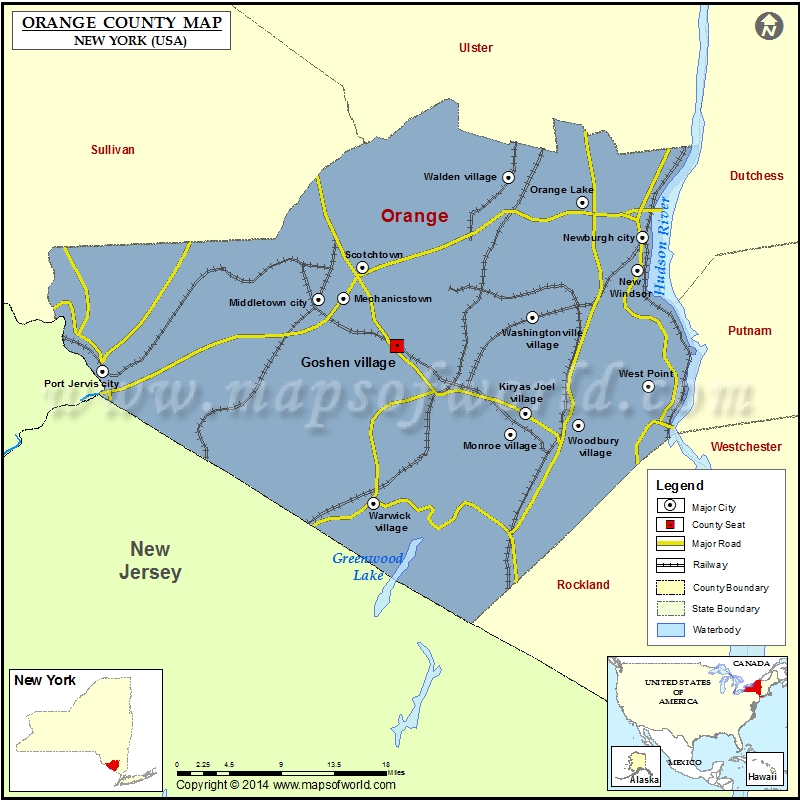 ORANGE COUNTY MAP
NEW YORK (USA)
N
Ulster
Sullivan
Dutchess
Walden village
Orange Lake
Orange
Newburgh city
Hudson River
Scotchtown
New
Windsor
Middletown city
Mechanicstown
Washingtonville
village
Putnam
Goshen village
Port Jervis city
West Point
Kiryas Joel
village
www.mapsofworld.com
Monroe village
Woodbury
village
Westchester
Warwick
village
Greenwood
Lake
New
Jersey
Rockland
Legend
Major City
County Seat
Major Road
Railway
County Boundary
State Boundary
Waterbody
New York
CANADA
UNITED STATES
OF
AMERICA
MEXICO
Alaska
Hawaii
0 2.25 4.5 9 13.5 18
Miles
Copyright © 2014 www.mapsofworld.com